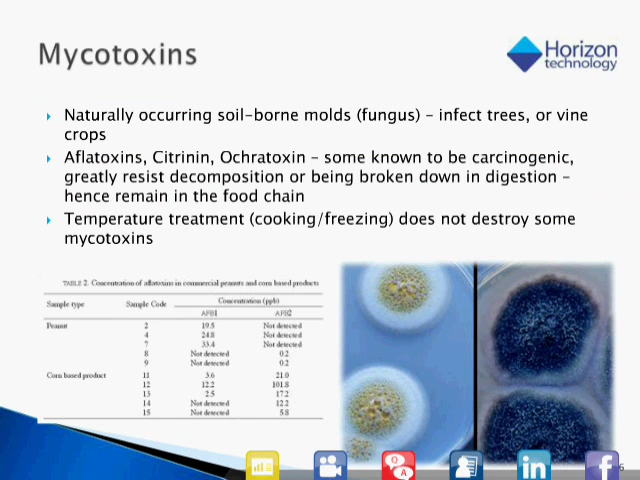 Mycotoxins
Horizon
technology
Naturally occurring soil-borne molds (fungus) – infect trees, or vine
crops
Aflatoxins, Citrinin, Ochratoxin – some known to be carcinogenic,
greatly resist decomposition or being broken down in digestion –
hence remain in the food chain
Temperature treatment (cooking/freezing) does not destroy some
mycotoxins
TABLE 2. Concentration of aflatoxins in commercial peanuts and corn based products
Sample type Sample Code Concentration (ppb)
AFB1 AFB2
Peanut 2 19.5 Not detected
4 24.8 Not detected
7 33.4 Not detected
8 Not detected 0.2
9 Not detected 0.2
Corn based product 11 3.6 21.0
12 12.2 101.8
13 2.5 17.2
14 Not detected 12.2
15 Not detected 5.8
Q
A
in
f
6